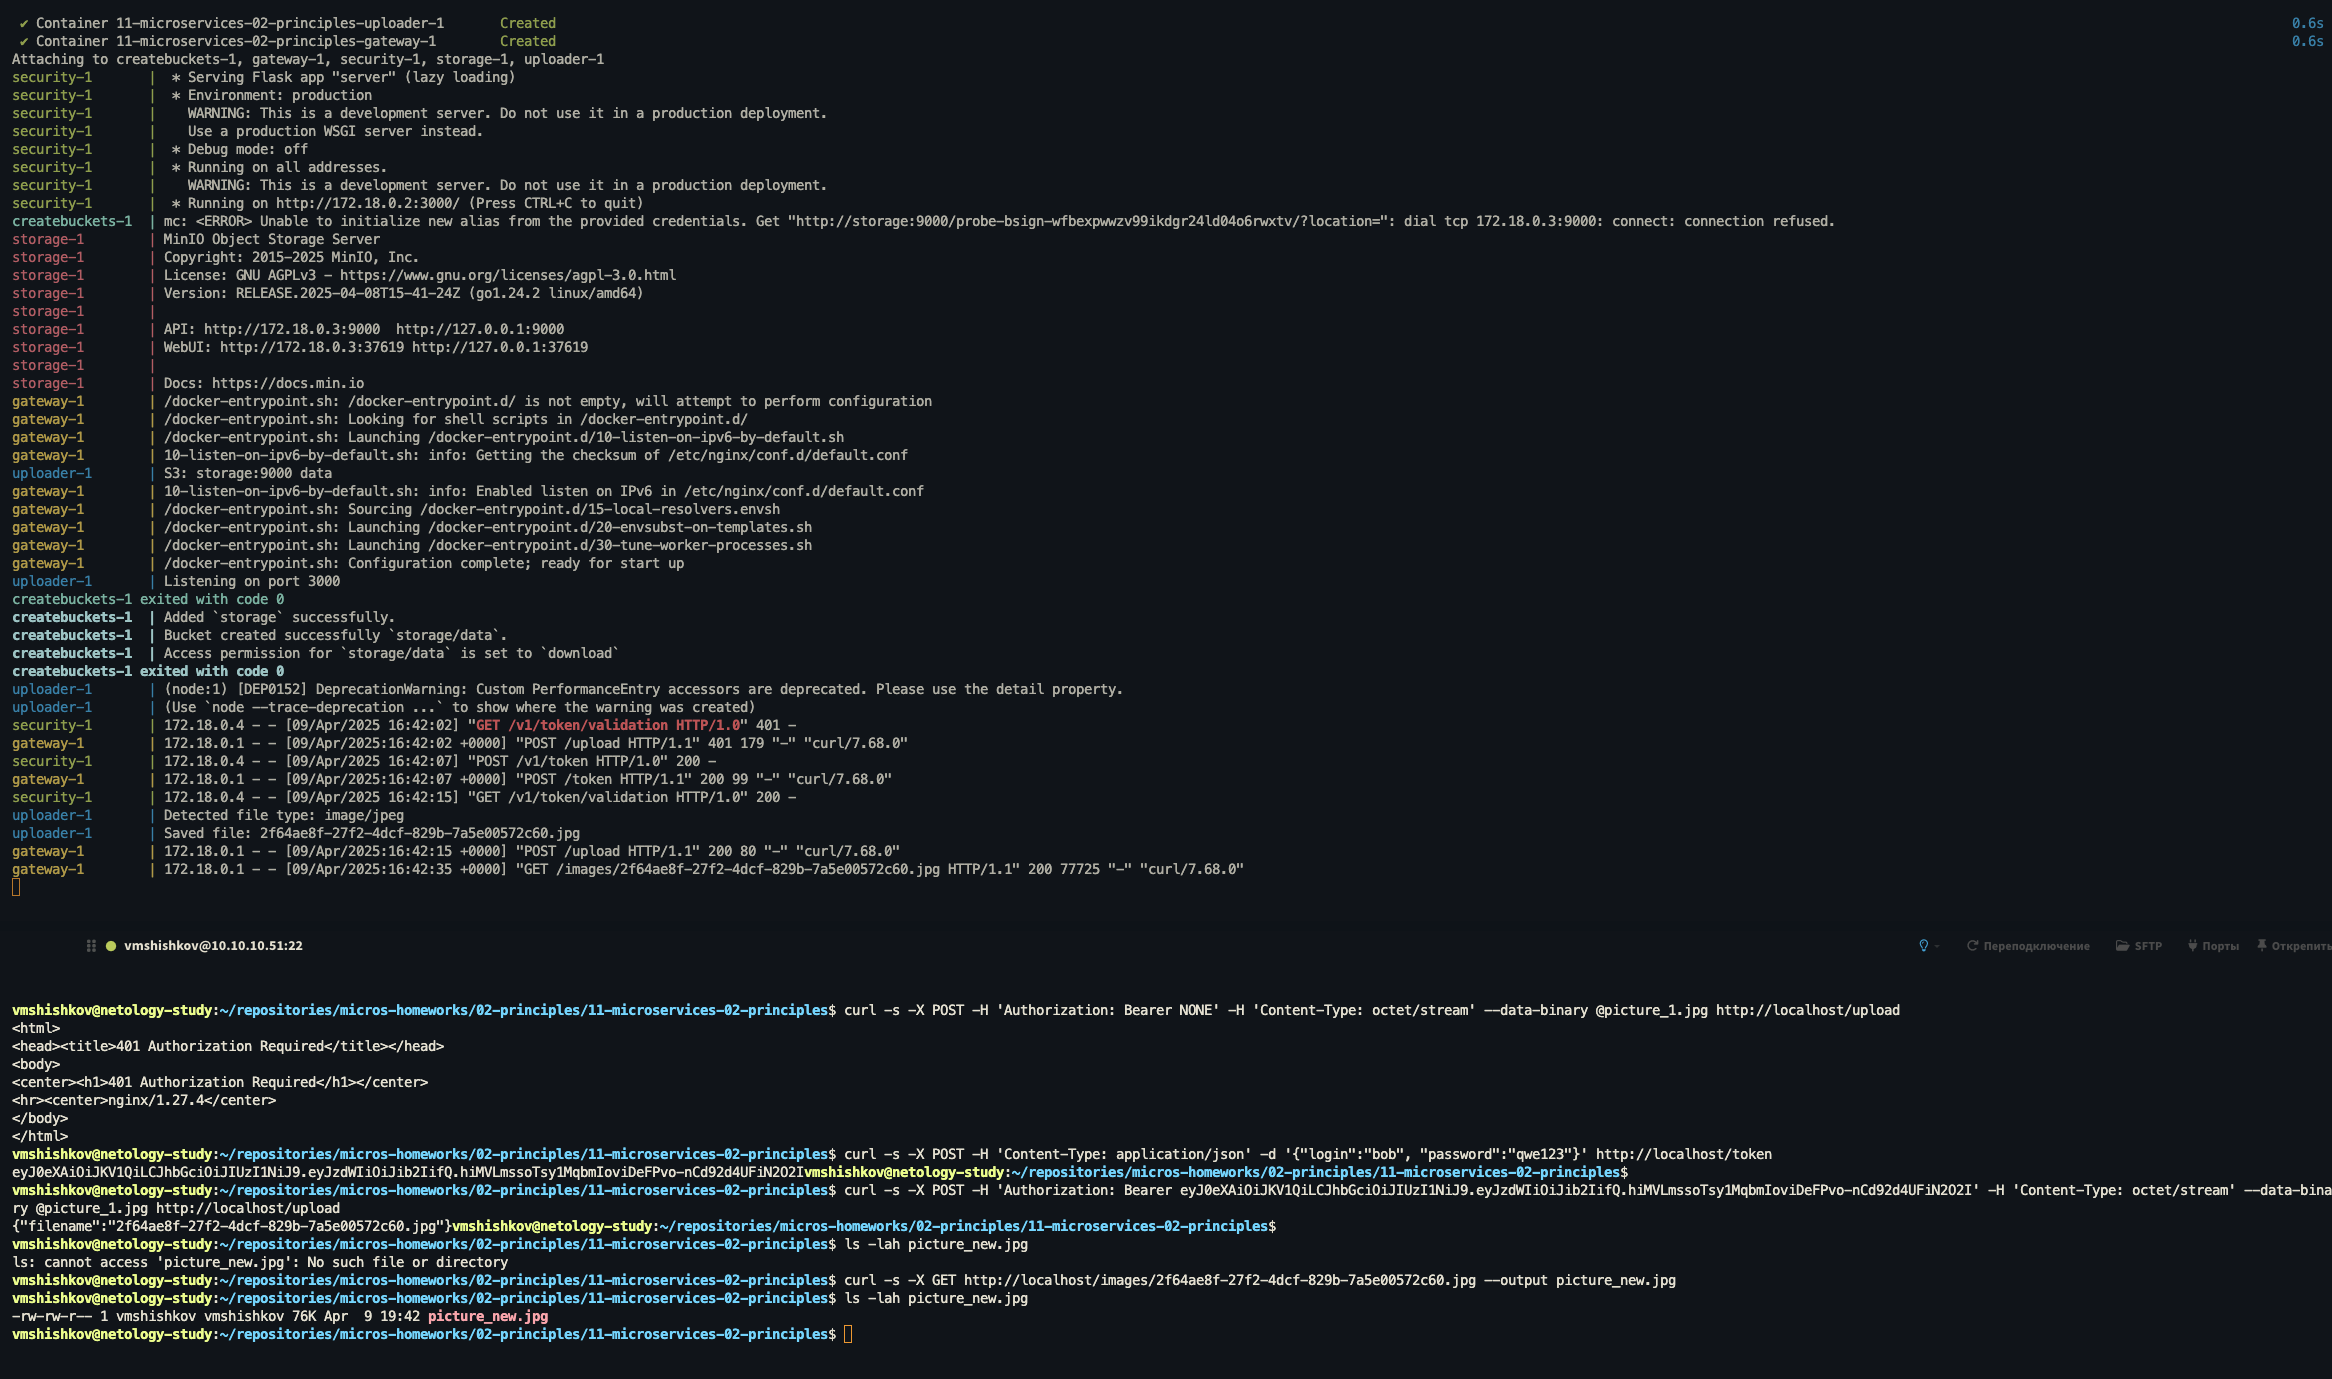 ✔ Container 11-microservices-02-principles-uploader-1 Created 0.6s
✔ Container 11-microservices-02-principles-gateway-1 Created 0.6s
Attaching to createbuckets-1, gateway-1, security-1, storage-1, uploader-1
security-1 | * Serving Flask app "server" (lazy loading)
security-1 | * Environment: production
security-1 | WARNING: This is a development server. Do not use it in a production deployment.
security-1 | Use a production WSGI server instead.
security-1 | * Debug mode: off
security-1 | * Running on all addresses.
security-1 | WARNING: This is a development server. Do not use it in a production deployment.
security-1 | * Running on http://172.18.0.2:3000/ (Press CTRL+C to quit)
createbuckets-1 | mc: <ERROR> Unable to initialize new alias from the provided credentials. Get "http://storage:9000/probe-bsign-wfbexpwwzv99ikdgr24ld04o6rwxtv/?location=": dial tcp 172.18.0.3:9000: connect: connection refused.
storage-1 | MinIO Object Storage Server
storage-1 | Copyright: 2015-2025 MinIO, Inc.
storage-1 | License: GNU AGPLv3 - https://www.gnu.org/licenses/agpl-3.0.html
storage-1 | Version: RELEASE.2025-04-08T15-41-24Z (go1.24.2 linux/amd64)
storage-1 |
storage-1 | API: http://172.18.0.3:9000 http://127.0.0.1:9000
storage-1 | WebUI: http://172.18.0.3:37619 http://127.0.0.1:37619
storage-1 |
storage-1 | Docs: https://docs.min.io
gateway-1 | /docker-entrypoint.sh: /docker-entrypoint.d/ is not empty, will attempt to perform configuration
gateway-1 | /docker-entrypoint.sh: Looking for shell scripts in /docker-entrypoint.d/
gateway-1 | /docker-entrypoint.sh: Launching /docker-entrypoint.d/10-listen-on-ipv6-by-default.sh
gateway-1 | 10-listen-on-ipv6-by-default.sh: info: Getting the checksum of /etc/nginx/conf.d/default.conf
uploader-1 | S3: storage:9000 data
gateway-1 | 10-listen-on-ipv6-by-default.sh: info: Enabled listen on IPv6 in /etc/nginx/conf.d/default.conf
gateway-1 | /docker-entrypoint.sh: Sourcing /docker-entrypoint.d/15-local-resolvers.envsh
gateway-1 | /docker-entrypoint.sh: Launching /docker-entrypoint.d/20-envsubst-on-templates.sh
gateway-1 | /docker-entrypoint.sh: Launching /docker-entrypoint.d/30-tune-worker-processes.sh
gateway-1 | /docker-entrypoint.sh: Configuration complete; ready for start up
uploader-1 | Listening on port 3000
createbuckets-1 exited with code 0
createbuckets-1 | Added `storage` successfully.
createbuckets-1 | Bucket created successfully `storage/data`.
createbuckets-1 | Access permission for `storage/data` is set to `download`
createbuckets-1 exited with code 0
uploader-1 | (node:1) [DEP0152] DeprecationWarning: Custom PerformanceEntry accessors are deprecated. Please use the detail property.
uploader-1 | (Use `node --trace-deprecation ...` to show where the warning was created)
security-1 | 172.18.0.4 - - [09/Apr/2025 16:42:02] "GET /v1/token/validation HTTP/1.0" 401 -
gateway-1 | 172.18.0.1 - - [09/Apr/2025:16:42:02 +0000] "POST /upload HTTP/1.1" 401 179 "-" "curl/7.68.0"
security-1 | 172.18.0.4 - - [09/Apr/2025 16:42:07] "POST /v1/token HTTP/1.0" 200 -
gateway-1 | 172.18.0.1 - - [09/Apr/2025:16:42:07 +0000] "POST /token HTTP/1.1" 200 99 "-" "curl/7.68.0"
security-1 | 172.18.0.4 - - [09/Apr/2025 16:42:15] "GET /v1/token/validation HTTP/1.0" 200 -
uploader-1 | Detected file type: image/jpeg
uploader-1 | Saved file: 2f64ae8f-27f2-4dcf-829b-7a5e00572c60.jpg
gateway-1 | 172.18.0.1 - - [09/Apr/2025:16:42:15 +0000] "POST /upload HTTP/1.1" 200 80 "-" "curl/7.68.0"
gateway-1 | 172.18.0.1 - - [09/Apr/2025:16:42:35 +0000] "GET /images/2f64ae8f-27f2-4dcf-829b-7a5e00572c60.jpg HTTP/1.1" 200 77725 "-" "curl/7.68.0"
vmshishkov@10.10.10.51:22 Переподключение SFTP Порты Открепить
vmshishkov@netology-study:~/repositories/micros-homeworks/02-principles/11-microservices-02-principles$ curl -s -X POST -H 'Authorization: Bearer NONE' -H 'Content-Type: octet/stream' --data-binary @picture_1.jpg http://localhost/upload
<html>
<head><title>401 Authorization Required</title></head>
<body>
<center><h1>401 Authorization Required</h1></center>
<hr><center>nginx/1.27.4</center>
</body>
</html>
vmshishkov@netology-study:~/repositories/micros-homeworks/02-principles/11-microservices-02-principles$ curl -s -X POST -H 'Content-Type: application/json' -d '{"login":"bob", "password":"qwe123"}' http://localhost/token
eyJ0eXAiOiJKV1QiLCJhbGciOiJIUzI1NiJ9.eyJzdWIiOiJib2IifQ.hiMVLmssoTsy1MqbmIoviDeFPvo-nCd92d4UFiN2O2Ivmshishkov@netology-study:~/repositories/micros-homeworks/02-principles/11-microservices-02-principles$
vmshishkov@netology-study:~/repositories/micros-homeworks/02-principles/11-microservices-02-principles$ curl -s -X POST -H 'Authorization: Bearer eyJ0eXAiOiJKV1QiLCJhbGciOiJIUzI1NiJ9.eyJzdWIiOiJib2IifQ.hiMVLmssoTsy1MqbmIoviDeFPvo-nCd92d4UFiN2O2I' -H 'Content-Type: octet/stream' --data-bina
ry @picture_1.jpg http://localhost/upload
{"filename":"2f64ae8f-27f2-4dcf-829b-7a5e00572c60.jpg"}vmshishkov@netology-study:~/repositories/micros-homeworks/02-principles/11-microservices-02-principles$
vmshishkov@netology-study:~/repositories/micros-homeworks/02-principles/11-microservices-02-principles$ ls -lah picture_new.jpg
ls: cannot access 'picture_new.jpg': No such file or directory
vmshishkov@netology-study:~/repositories/micros-homeworks/02-principles/11-microservices-02-principles$ curl -s -X GET http://localhost/images/2f64ae8f-27f2-4dcf-829b-7a5e00572c60.jpg --output picture_new.jpg
vmshishkov@netology-study:~/repositories/micros-homeworks/02-principles/11-microservices-02-principles$ ls -lah picture_new.jpg
-rw-rw-r-- 1 vmshishkov vmshishkov 76K Apr  9 19:42 picture_new.jpg
vmshishkov@netology-study:~/repositories/micros-homeworks/02-principles/11-microservices-02-principles$